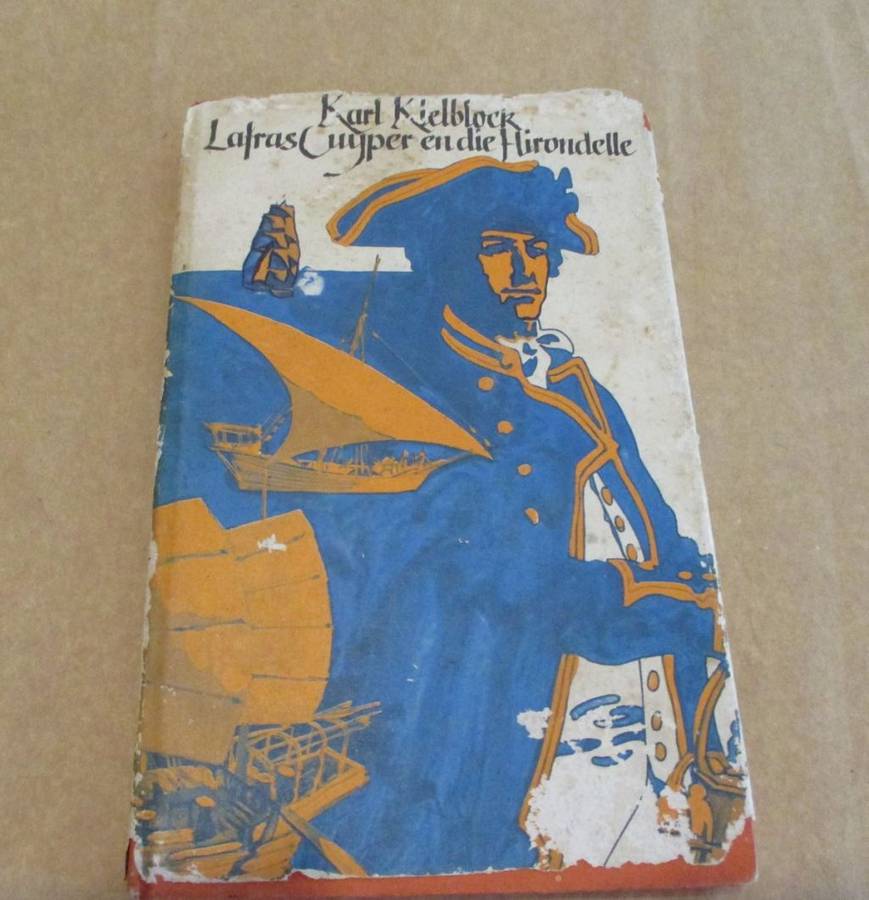 Karl Kielblock
Lafras Cuyper en die Hirondelle